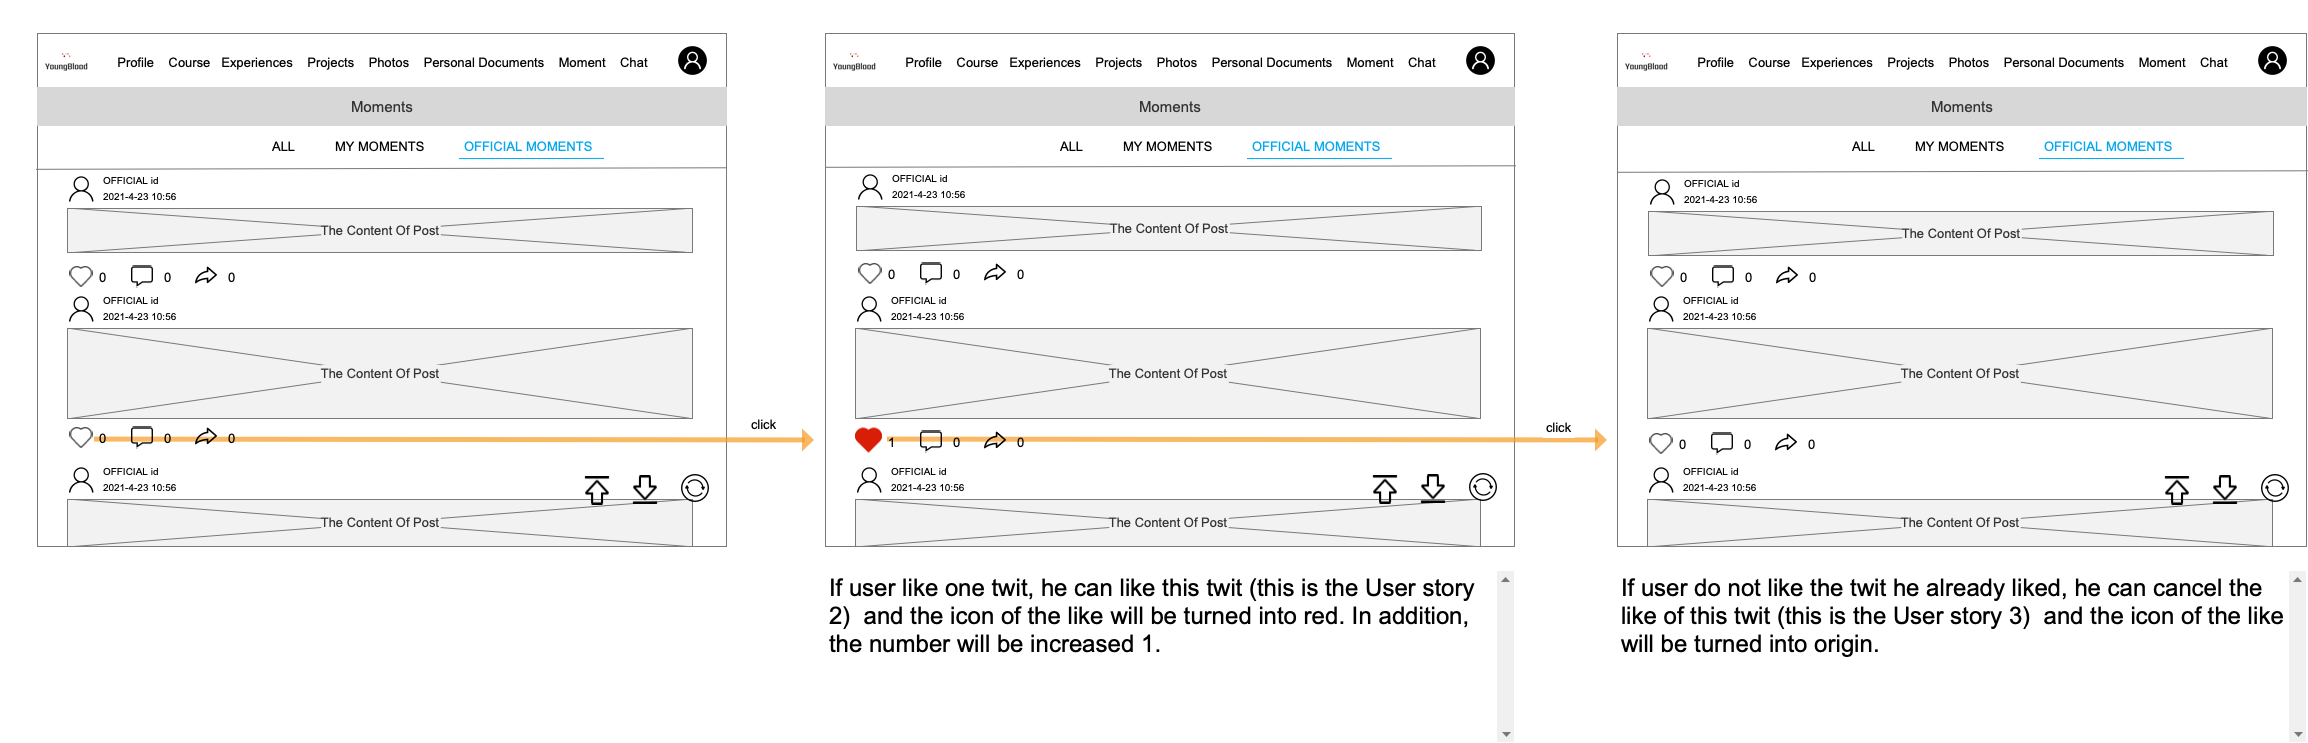 YoungBlood
Profile Course Experiences Projects Photos Personal Documents Moment Chat
Moments
ALL MY MOMENTS OFFICIAL MOMENTS
OFFICIAL id
2021-4-23 10:56
The Content Of Post
0 0 0
OFFICIAL id
2021-4-23 10:56
The Content Of Post
0 0 0
OFFICIAL id
2021-4-23 10:56
The Content Of Post
click
YoungBlood
Profile Course Experiences Projects Photos Personal Documents Moment Chat
Moments
ALL MY MOMENTS OFFICIAL MOMENTS
OFFICIAL id
2021-4-23 10:56
The Content Of Post
0 0 0
OFFICIAL id
2021-4-23 10:56
The Content Of Post
1 0 0
OFFICIAL id
2021-4-23 10:56
The Content Of Post
If user like one twit, he can like this twit (this is the User story
2)  and the icon of the like will be turned into red. In addition,
the number will be increased 1.
click
YoungBlood
Profile Course Experiences Projects Photos Personal Documents Moment Chat
Moments
ALL MY MOMENTS OFFICIAL MOMENTS
OFFICIAL id
2021-4-23 10:56
The Content Of Post
0 0 0
OFFICIAL id
2021-4-23 10:56
The Content Of Post
0 0 0
OFFICIAL id
2021-4-23 10:56
The Content Of Post
If user do not like the twit he already liked, he can cancel the
like of this twit (this is the User story 3)  and the icon of the like
will be turned into origin.